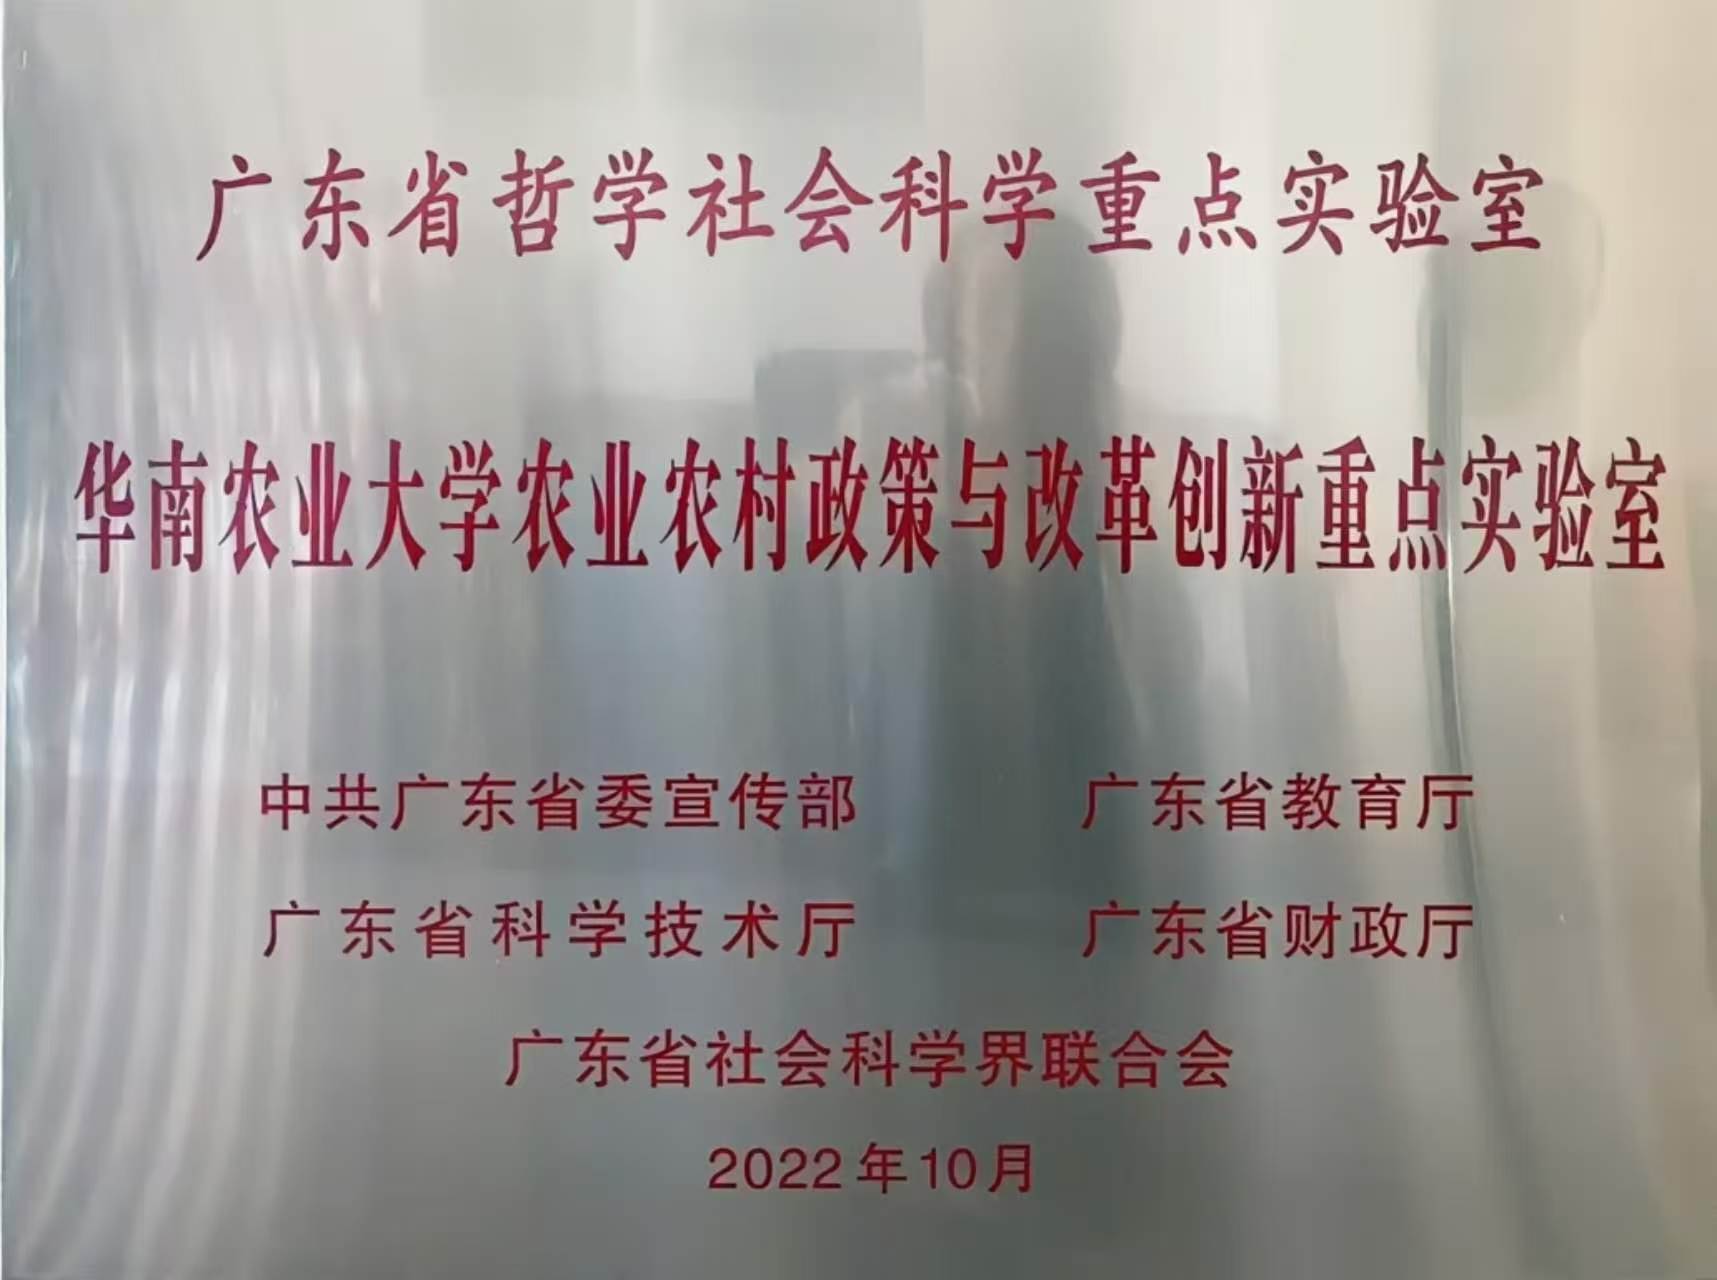 广东省哲学社会科学重点实验室
华南农业大学农业农村政策与改革创新重点实验室
中共广东省委宣传部 广东省教育厅
广东省科学技术厅 广东省财政厅
广东省社会科学界联合会
2022年10月